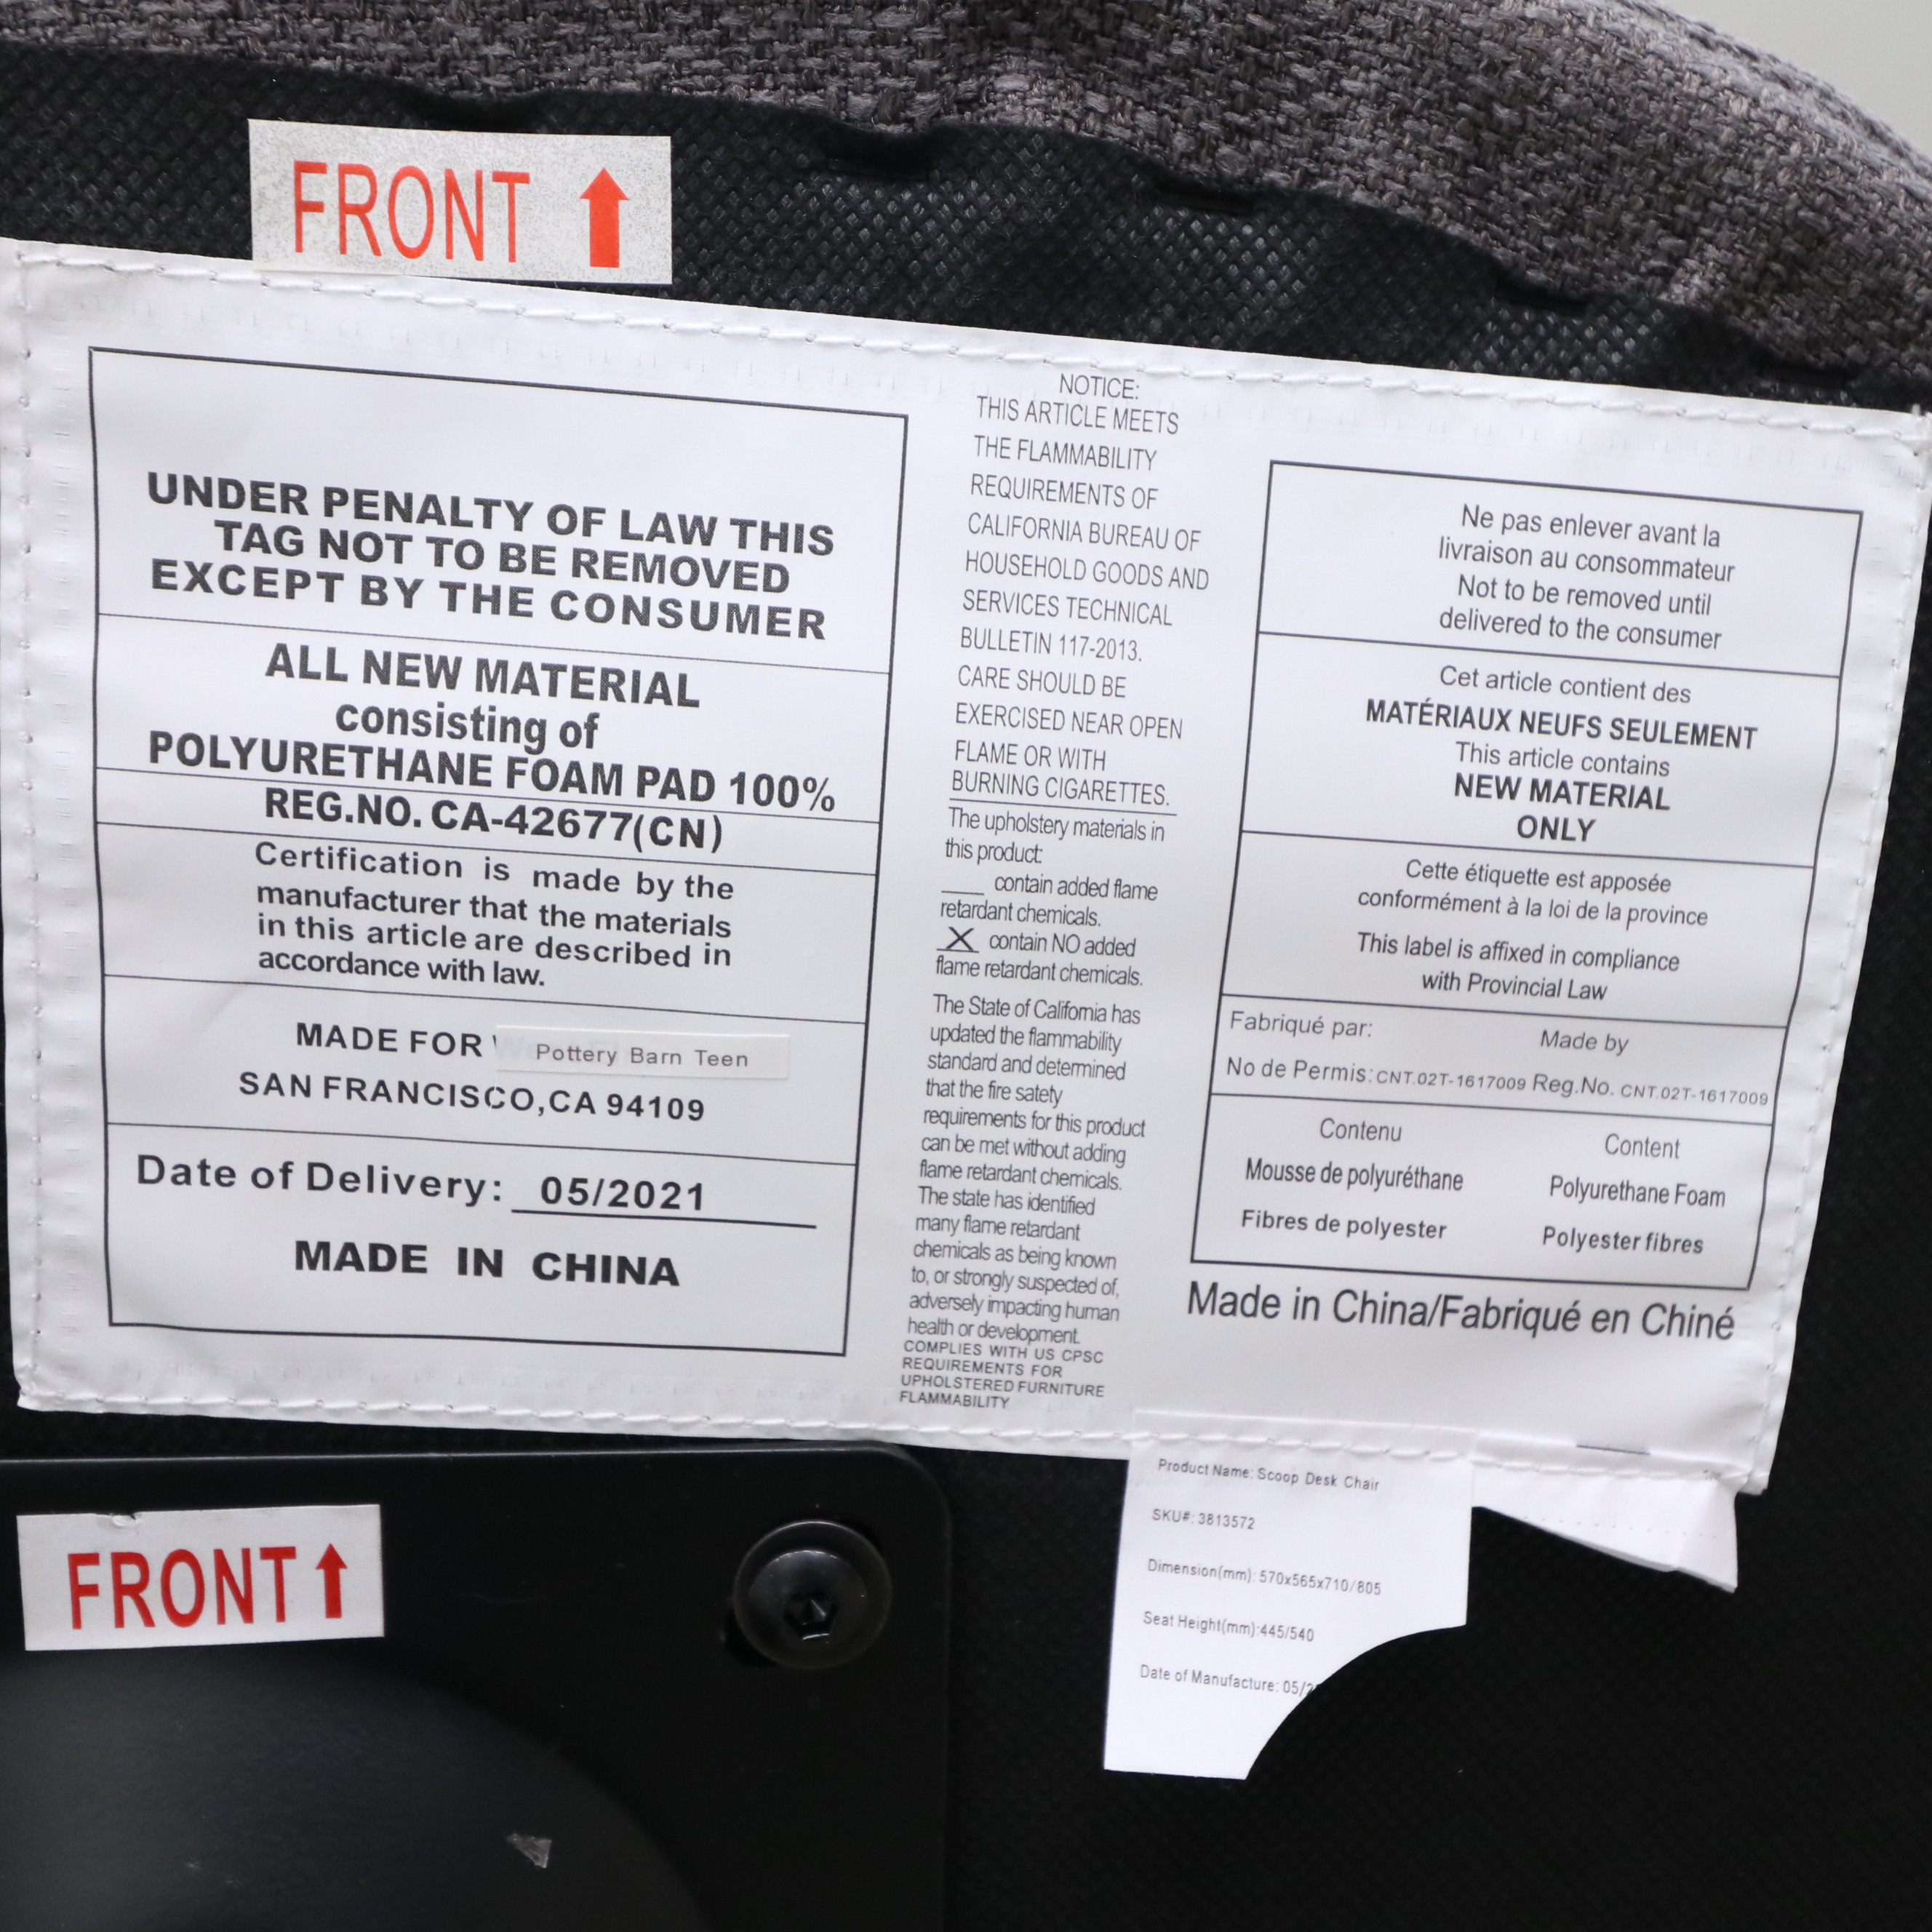 FRONT
UNDER PENALTY OF LAW THIS
TAG NOT TO BE REMOVED
EXCEPT BY THE CONSUMER
ALL NEW MATERIAL
consisting of
POLYURETHANE FOAM PAD 100%
REG.NO. CA-42677(CN)
Certification is made by the
manufacturer that the materials
in this article are described in
accordance with law.
MADE FOR Pottery Barn Teen
SAN FRANCISCO,CA 94109
Date of Delivery: 05/2021
MADE IN CHINA
NOTICE:
THIS ARTICLE MEETS
THE FLAMMABILITY
REQUIREMENTS OF
CALIFORNIA BUREAU OF
HOUSEHOLD GOODS AND
SERVICES TECHNICAL
BULLETIN 117-2013.
CARE SHOULD BE
EXERCISED NEAR OPEN
FLAME OR WITH
BURNING CIGARETTES.
The upholstery materials in
this product:
____ contain added flame
retardant chemicals.
X contain NO added
flame retardant chemicals.
The State of California has
updated the flammability
standard and determined
that the fire safety
requirements for this product
can be met without adding
flame retardant chemicals.
The state has identified
many flame retardant
chemicals as being known
to, or strongly suspected of,
adversely impacting human
health or development.
COMPLIES WITH US CPSC
REQUIREMENTS FOR
UPHOLSTERED FURNITURE
FLAMMABILITY
Ne pas enlever avant la
livraison au consommateur
Not to be removed until
delivered to the consumer
Cet article contient des
MATÉRIAUX NEUFS SEULEMENT
This article contains
NEW MATERIAL
ONLY
Cette étiquette est apposée
conformément à la loi de la province
This label is affixed in compliance
with Provincial Law
Fabriqué par: Made by
No de Permis: CNT.02T-1617009 Reg.No. CNT.02T-1617009
Contenu Content
Mousse de polyuréthane Polyurethane Foam
Fibres de polyester Polyester fibres
Made in China/Fabriqué en Chiné
Product Name: Scoop Desk Chair
SKU#: 3813572
Dimension(mm): 570x565x710/805
Seat Height(mm):445/540
Date of Manufacture: 05/2
FRONT